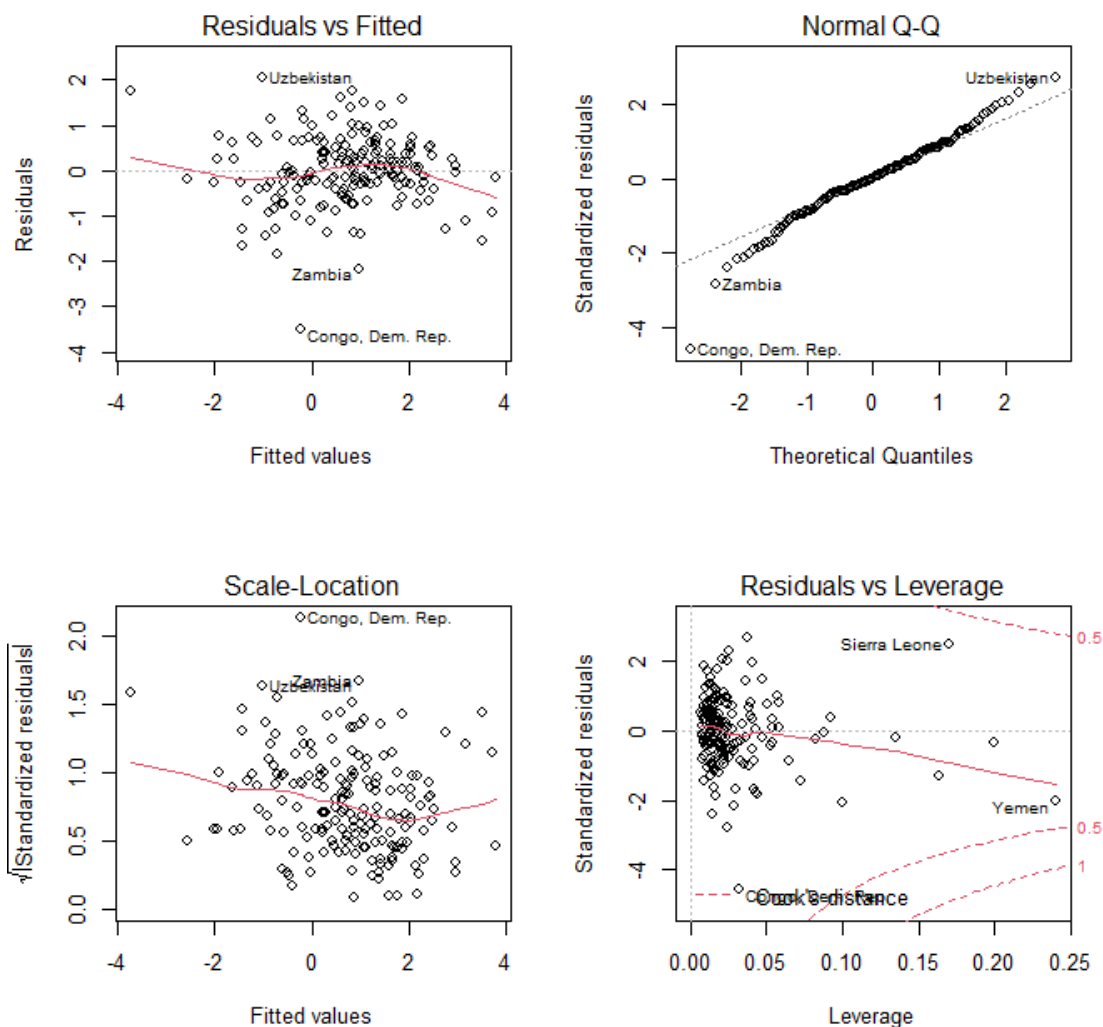 Residuals vs Fitted
Residuals
2
1
0
-1
-2
-3
-4
Uzbekistan
Zambia
Congo, Dem. Rep.
-4 -2 0 2 4
Fitted values
Normal Q-Q
Standardized residuals
2
0
-2
-4
Uzbekistan
Zambia
Congo, Dem. Rep.
-2 -1 0 1 2
Theoretical Quantiles
Scale-Location
√|Standardized residuals|
2.0
1.5
1.0
0.5
0.0
Congo, Dem. Rep.
Zambia
Uzbekistan
-4 -2 0 2 4
Fitted values
Residuals vs Leverage
Standardized residuals
2
0
-2
-4
Sierra Leone
0.5
Yemen
0.5
1
Congo, Dem. Rep.
Cook's distance
0.00 0.05 0.10 0.15 0.20 0.25
Leverage